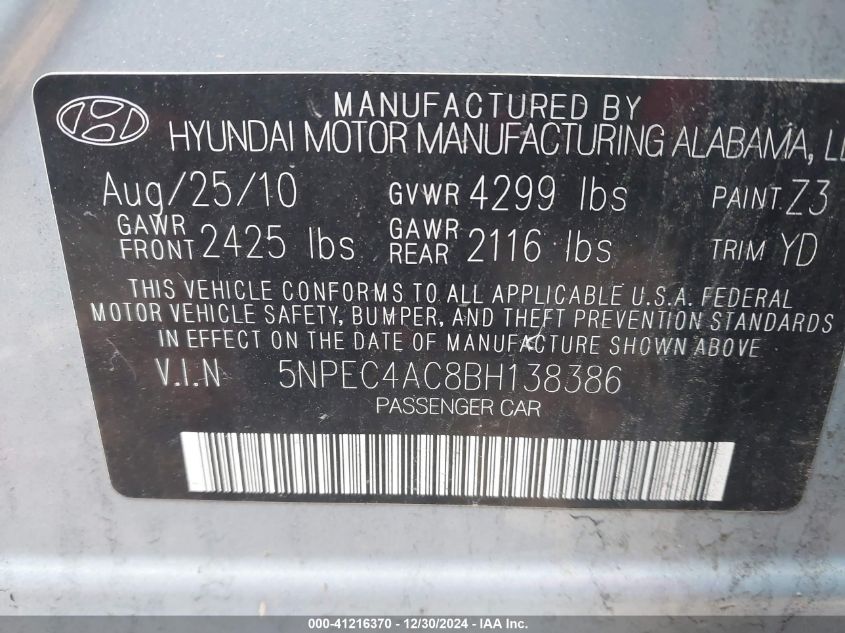 MANUFACTURED BY
HYUNDAI MOTOR MANUFACTURING ALABAMA,
Aug/25/10 GVWR 4299 lbs PAINT Z3
GAWR FRONT 2425 lbs GAWR REAR 2116 lbs TRIM YD
THIS VEHICLE CONFORMS TO ALL APPLICABLE U.S.A. FEDERAL
MOTOR VEHICLE SAFETY, BUMPER, AND THEFT PREVENTION STANDARDS
IN EFFECT ON THE DATE OF MANUFACTURE SHOWN ABOVE
V.I.N 5NPEC4AC8BH138386
PASSENGER CAR
000-41216370 - 12/30/2024 - IAA Inc.